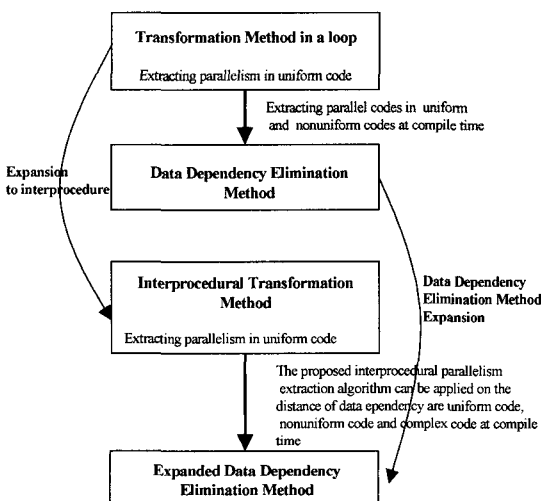 Transformation Method in a loop
Extracting parallelism in uniform code
Extracting parallel codes in uniform
and nonuniform codes at compile time
Expansion
to interprocedure
Data Dependency Elimination
Method
Interprocedural Transformation
Method
Extracting parallelism in uniform code
Data Dependency
Elimination Method
Expansion
The proposed interprocedural parallelism
extraction algorithm can be applied on the
distance of data ependency are uniform code,
nonuniform code and complex code at compile
time
Expanded Data Dependency
Elimination Method